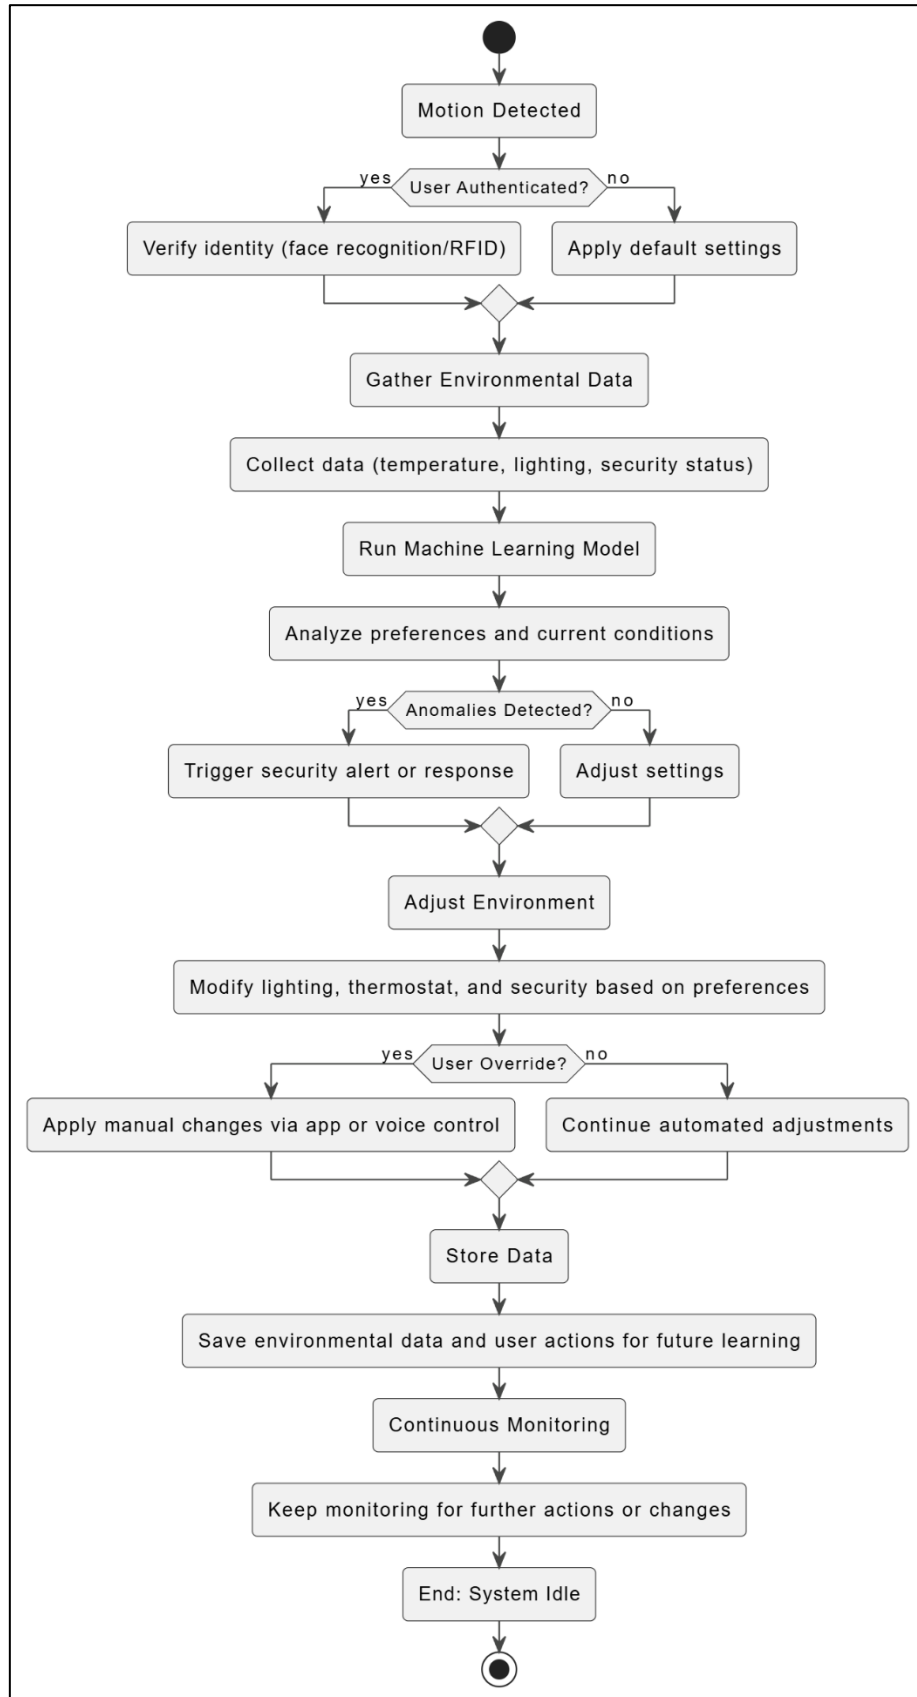 Motion Detected
yes
User Authenticated?
no
Verify identity (face recognition/RFID)
Apply default settings
Gather Environmental Data
Collect data (temperature, lighting, security status)
Run Machine Learning Model
Analyze preferences and current conditions
yes
Anomalies Detected?
no
Trigger security alert or response
Adjust settings
Adjust Environment
Modify lighting, thermostat, and security based on preferences
yes
User Override?
no
Apply manual changes via app or voice control
Continue automated adjustments
Store Data
Save environmental data and user actions for future learning
Continuous Monitoring
Keep monitoring for further actions or changes
End: System Idle